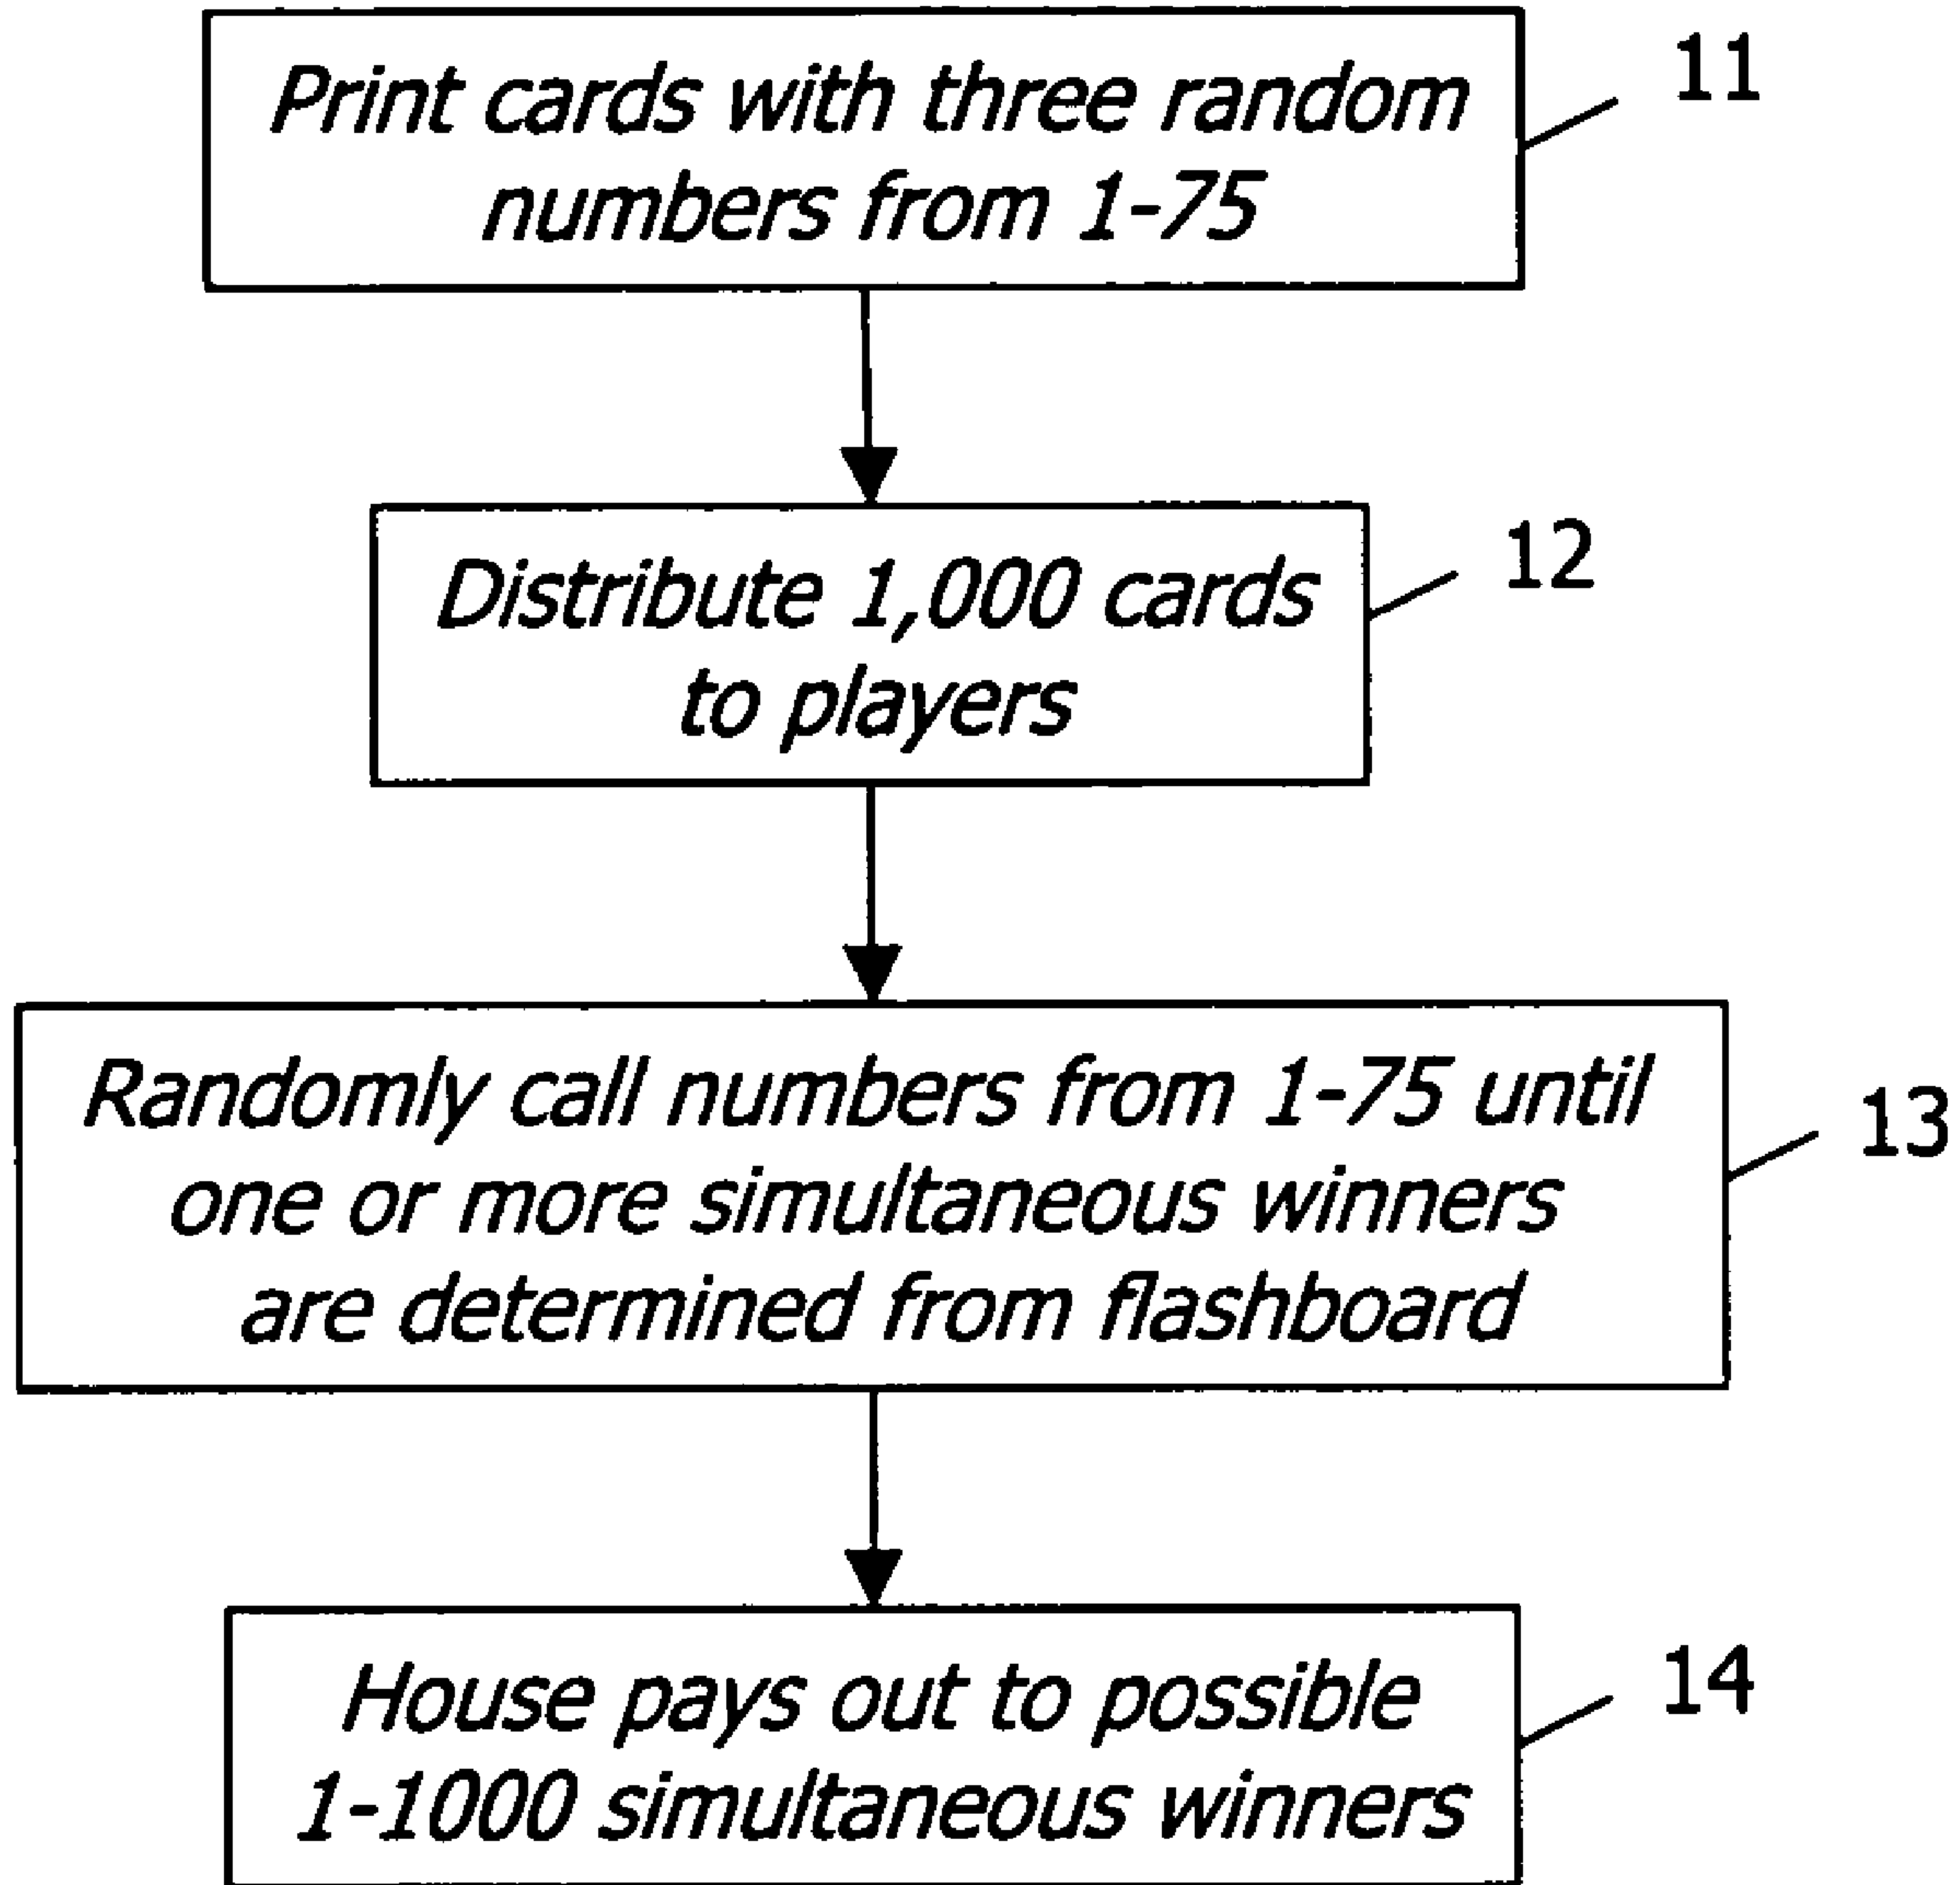 Print cards with three random
numbers from 1-75
11
Distribute 1,000 cards
to players
12
Randomly call numbers from 1-75 until
one or more simultaneous winners
are determined from flashboard
13
House pays out to possible
1-1000 simultaneous winners
14